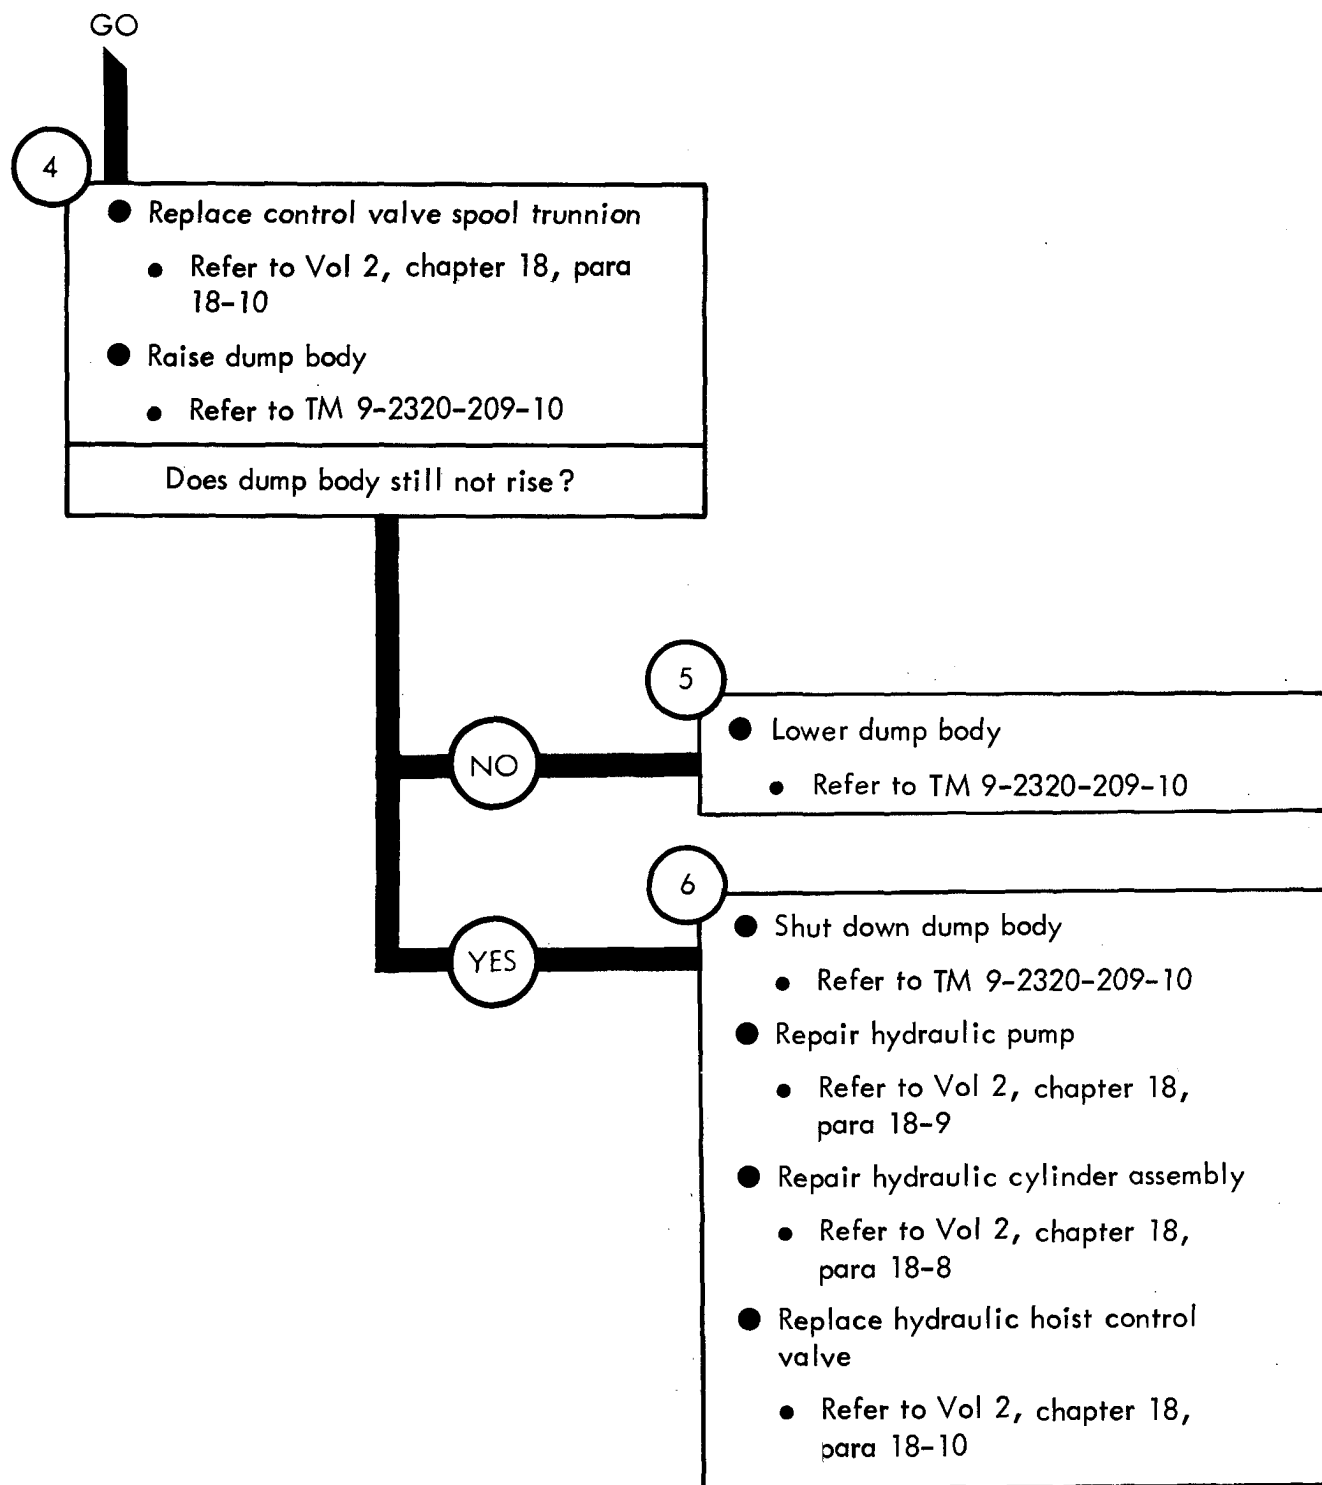 GO
4
● Replace control valve spool trunnion
● Refer to Vol 2, chapter 18, para
18-10
● Raise dump body
● Refer to TM 9-2320-209-10
Does dump body still not rise?
NO
5
● Lower dump body
● Refer to TM 9-2320-209-10
YES
6
● Shut down dump body
● Refer to TM 9-2320-209-10
● Repair hydraulic pump
● Refer to Vol 2, chapter 18,
para 18-9
● Repair hydraulic cylinder assembly
● Refer to Vol 2, chapter 18,
para 18-8
● Replace hydraulic hoist control
valve
● Refer to Vol 2, chapter 18,
para 18-10